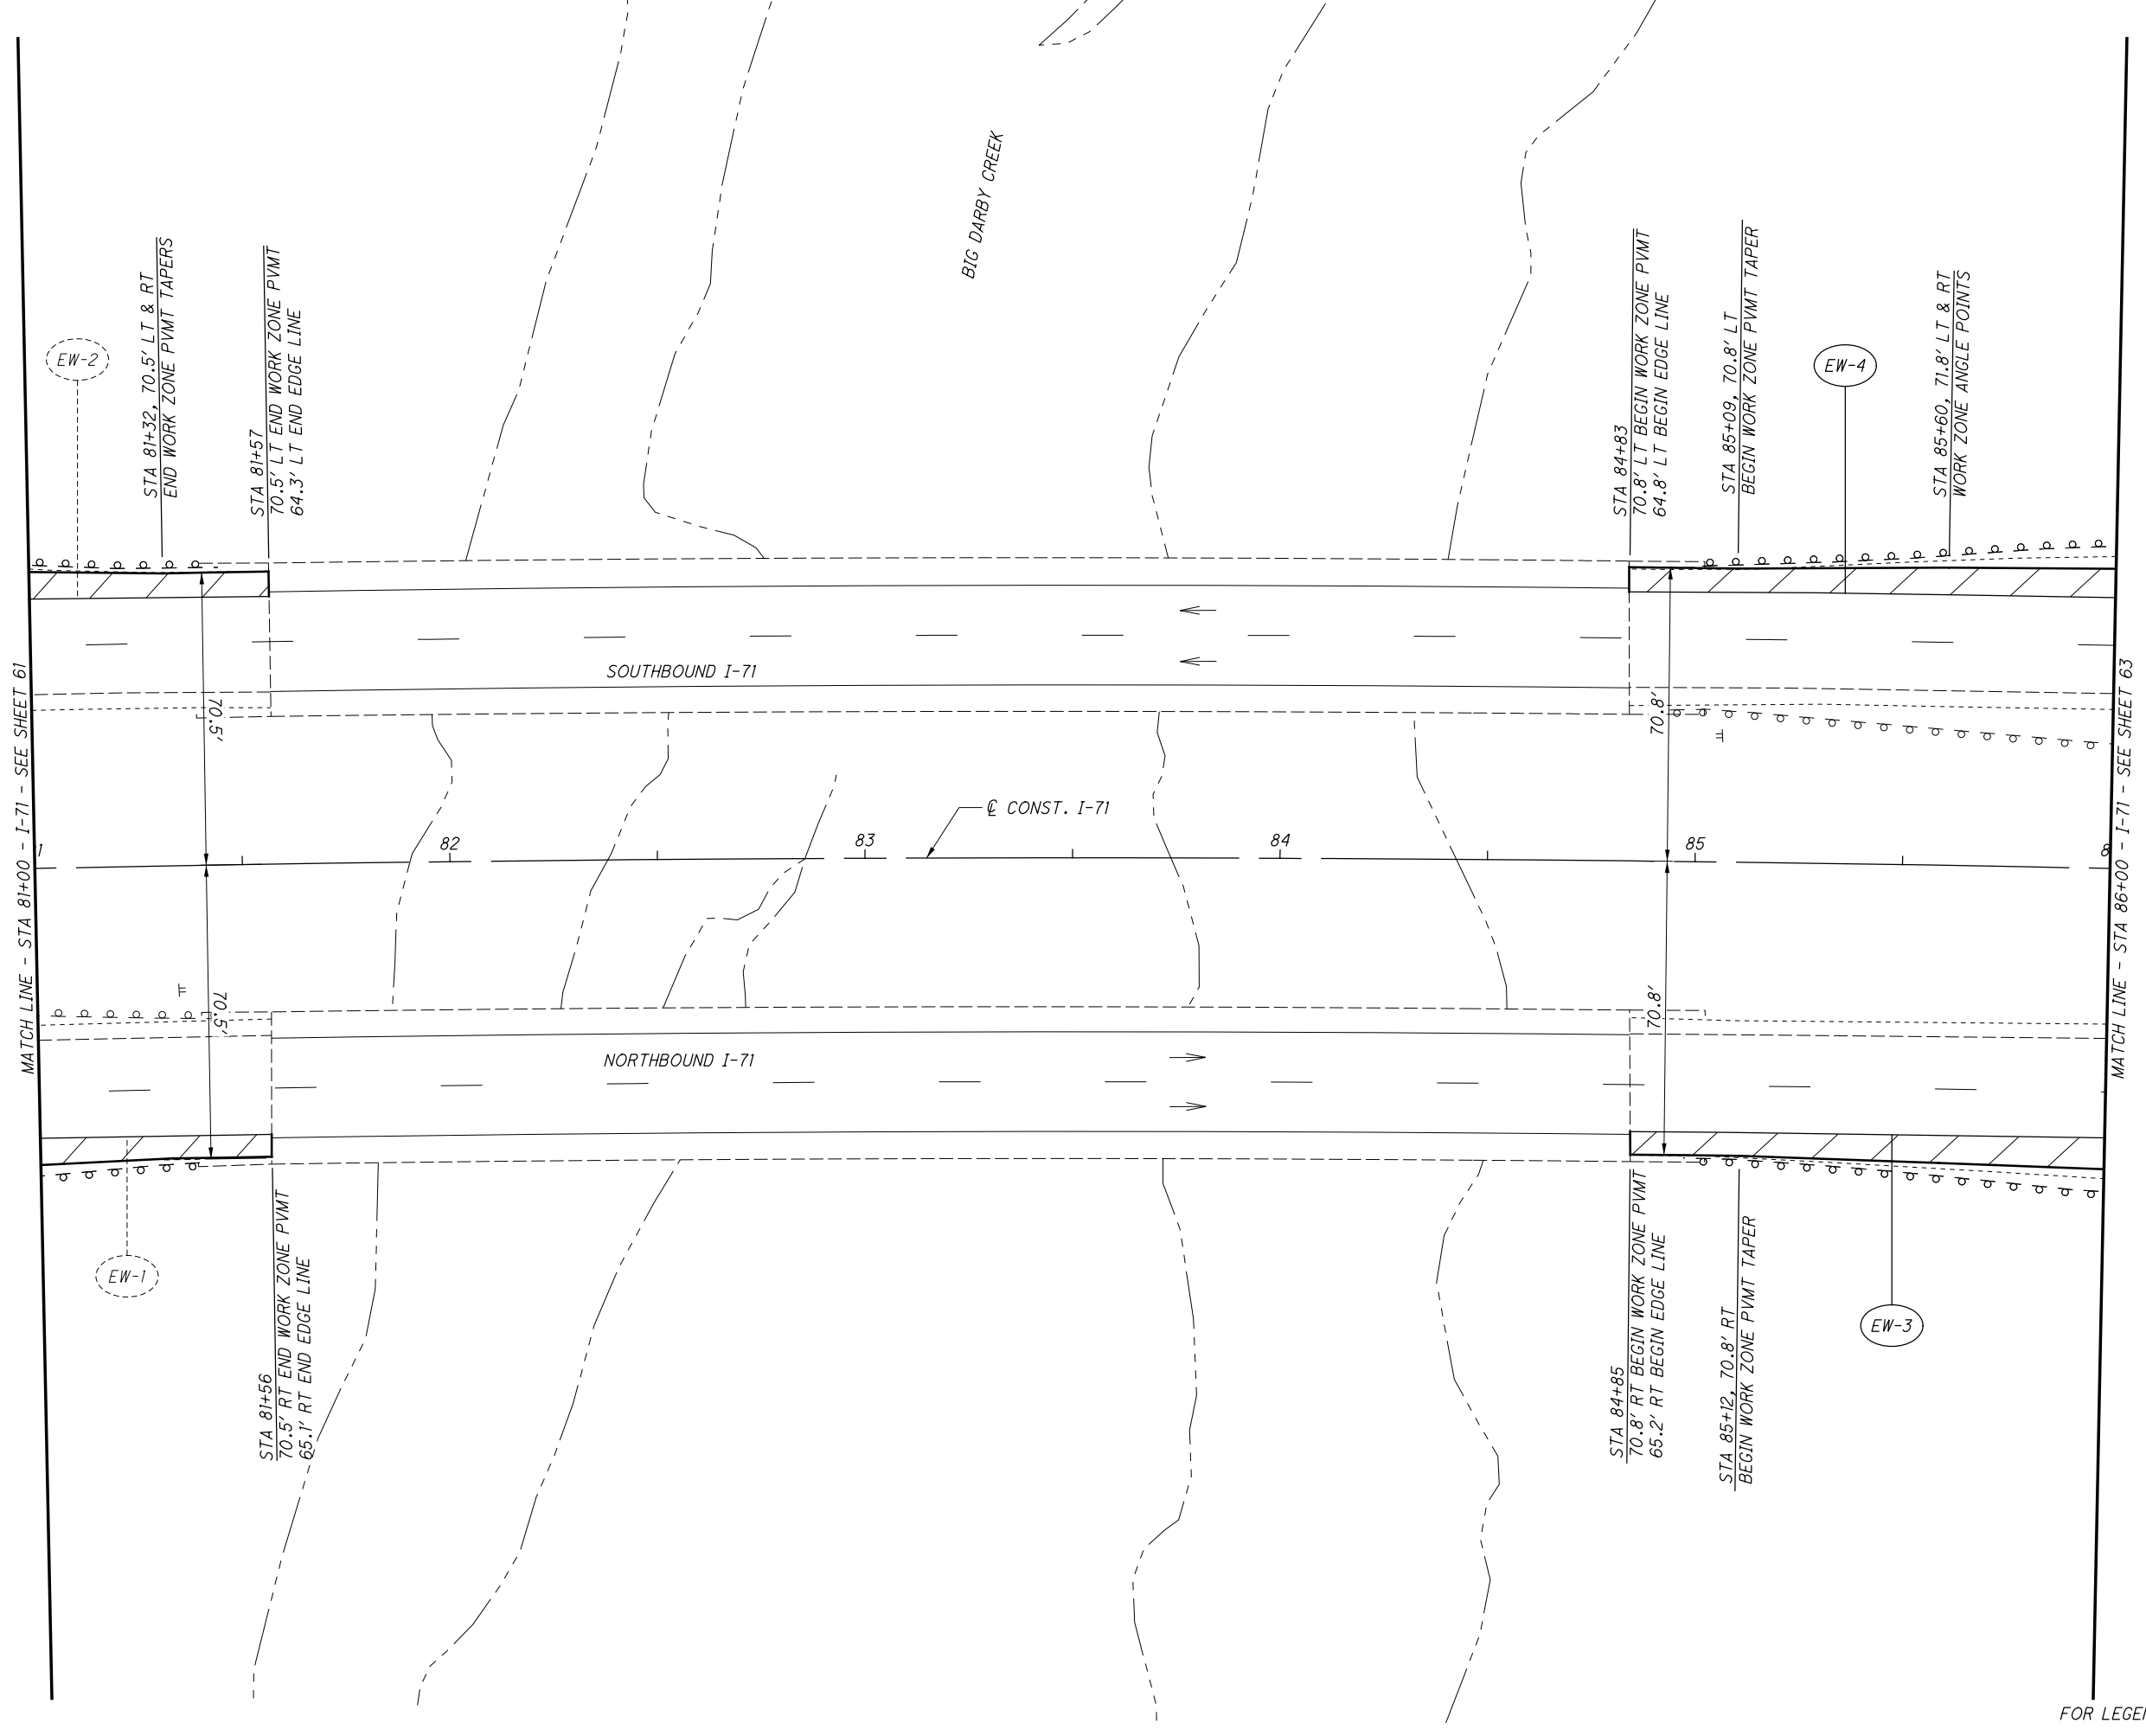 BIG DARBY CREEK
STA 81+32, 70.5' LT & RT
END WORK ZONE PVMT TAPERS
STA 81+57
70.5' LT END WORK ZONE PVMT
64.3' LT END EDGE LINE
STA 84+83
70.8' LT BEGIN WORK ZONE PVMT
64.8' LT BEGIN EDGE LINE
STA 85+09, 70.8' LT
BEGIN WORK ZONE PVMT TAPER
STA 85+60, 71.8' LT & RT
WORK ZONE ANGLE POINTS
EW-2
EW-4
SOUTHBOUND I-71
70.5'
70.8'
MATCH LINE - STA 81+00 - I-71 - SEE SHEET 61
MATCH LINE - STA 86+00 - I-71 - SEE SHEET 63
℄ CONST. I-71
1
82
83
84
85
8
70.5'
70.8'
NORTHBOUND I-71
EW-1
EW-3
STA 81+56
70.5' RT END WORK ZONE PVMT
65.1' RT END EDGE LINE
STA 84+85
70.8' RT BEGIN WORK ZONE PVMT
65.2' RT BEGIN EDGE LINE
STA 85+12, 70.8' RT
BEGIN WORK ZONE PVMT TAPER
FOR LEGE